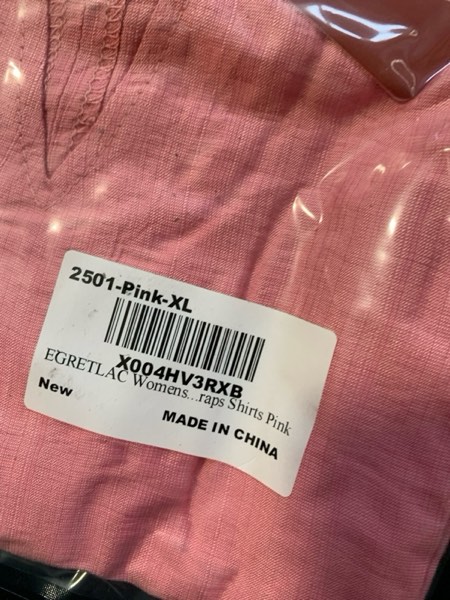 2501-Pink-XL
X004HV3RXB
EGRETLAC Womens...raps Shirts Pink
New
MADE IN CHINA